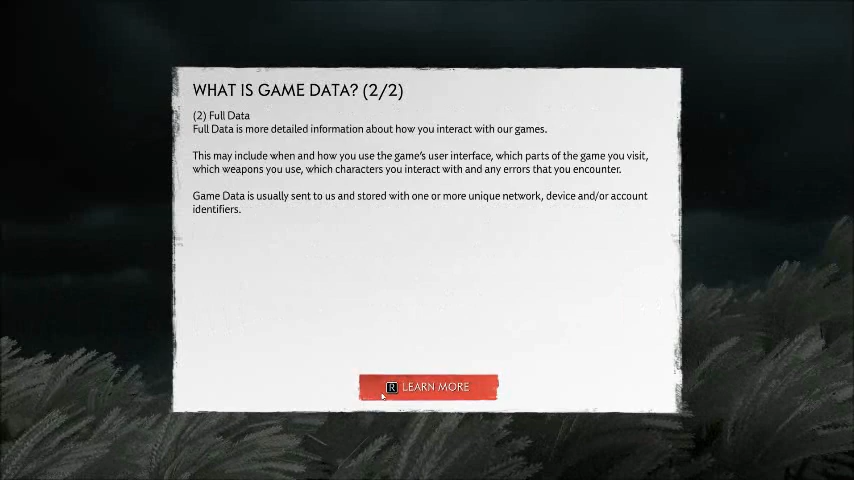 WHAT IS GAME DATA? (2/2)
(2) Full Data
Full Data is more detailed information about how you interact with our games.
This may include when and how you use the game's user interface, which parts of the game you visit,
which weapons you use, which characters you interact with and any errors that you encounter.
Game Data is usually sent to us and stored with one or more unique network, device and/or account
identifiers.
R LEARN MORE